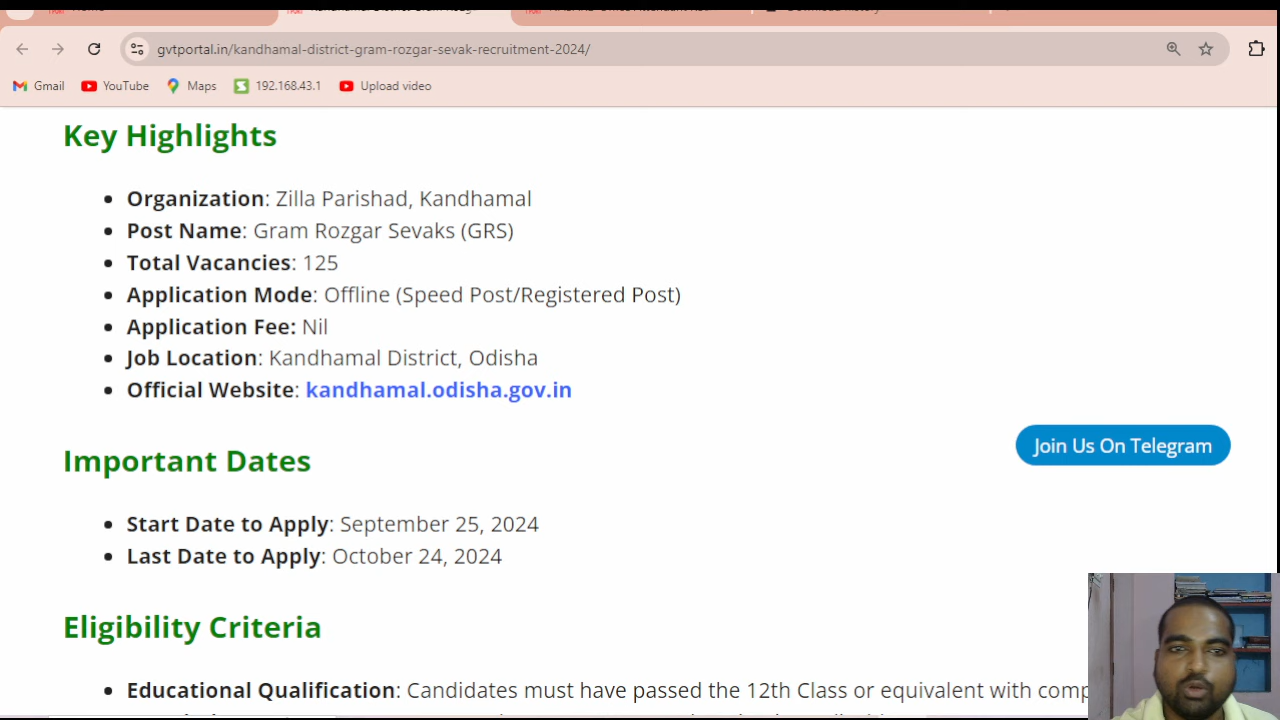 gvtportal.in/kandhamal-district-gram-rozgar-sevak-recruitment-2024/
Gmail YouTube Maps 192.168.43.1 Upload video
Key Highlights
Organization: Zilla Parishad, Kandhamal
Post Name: Gram Rozgar Sevaks (GRS)
Total Vacancies: 125
Application Mode: Offline (Speed Post/Registered Post)
Application Fee: Nil
Job Location: Kandhamal District, Odisha
Official Website: kandhamal.odisha.gov.in
Join Us On Telegram
Important Dates
Start Date to Apply: September 25, 2024
Last Date to Apply: October 24, 2024
Eligibility Criteria
Educational Qualification: Candidates must have passed the 12th Class or equivalent with comp